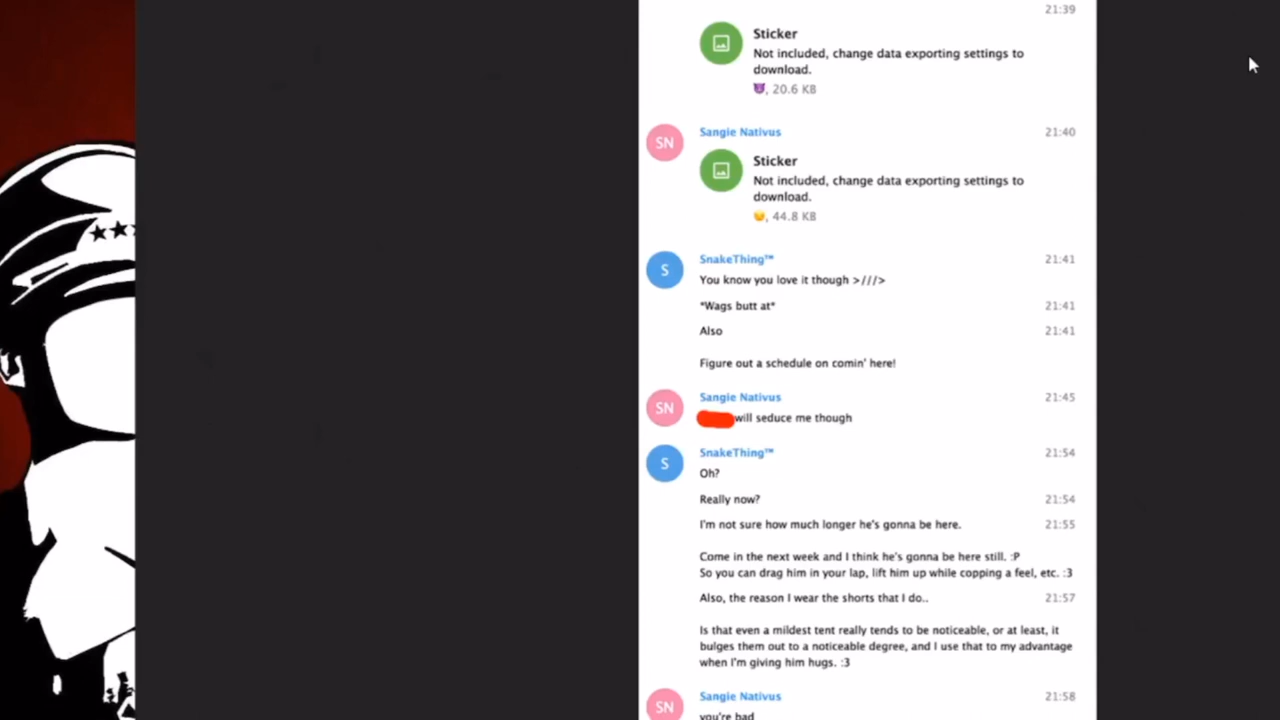 21:39
Sticker
Not included, change data exporting settings to
download.
😈, 20.6 KB
Sangie Nativus 21:40
SN
Sticker
Not included, change data exporting settings to
download.
😏, 44.8 KB
SnakeThing™ 21:41
S
You know you love it though >///>
*Wags butt at* 21:41
Also 21:41
Figure out a schedule on comin' here!
Sangie Nativus 21:45
SN
will seduce me though
SnakeThing™ 21:54
S
Oh?
Really now? 21:54
I'm not sure how much longer he's gonna be here. 21:55
Come in the next week and I think he's gonna be here still. :P
So you can drag him in your lap, lift him up while copping a feel, etc. :3
Also, the reason I wear the shorts that I do.. 21:57
Is that even a mildest tent really tends to be noticeable, or at least, it
bulges them out to a noticeable degree, and I use that to my advantage
when I'm giving him hugs. :3
Sangie Nativus 21:58
SN
you're bad